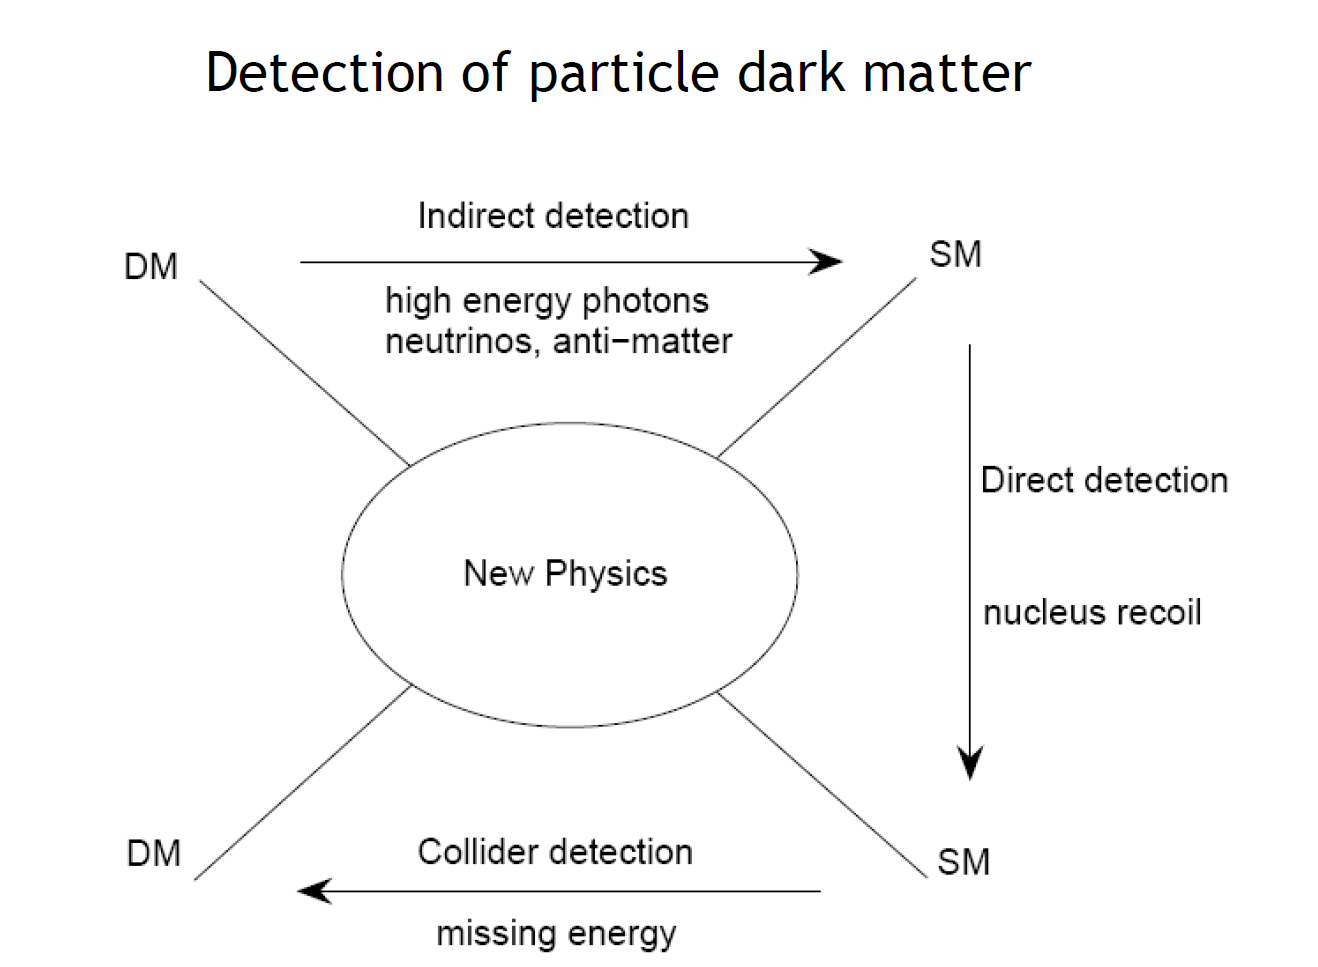 Detection of particle dark matter
Indirect detection
DM
SM
high energy photons
neutrinos, anti−matter
Direct detection
New Physics
nucleus recoil
DM
Collider detection
SM
missing energy